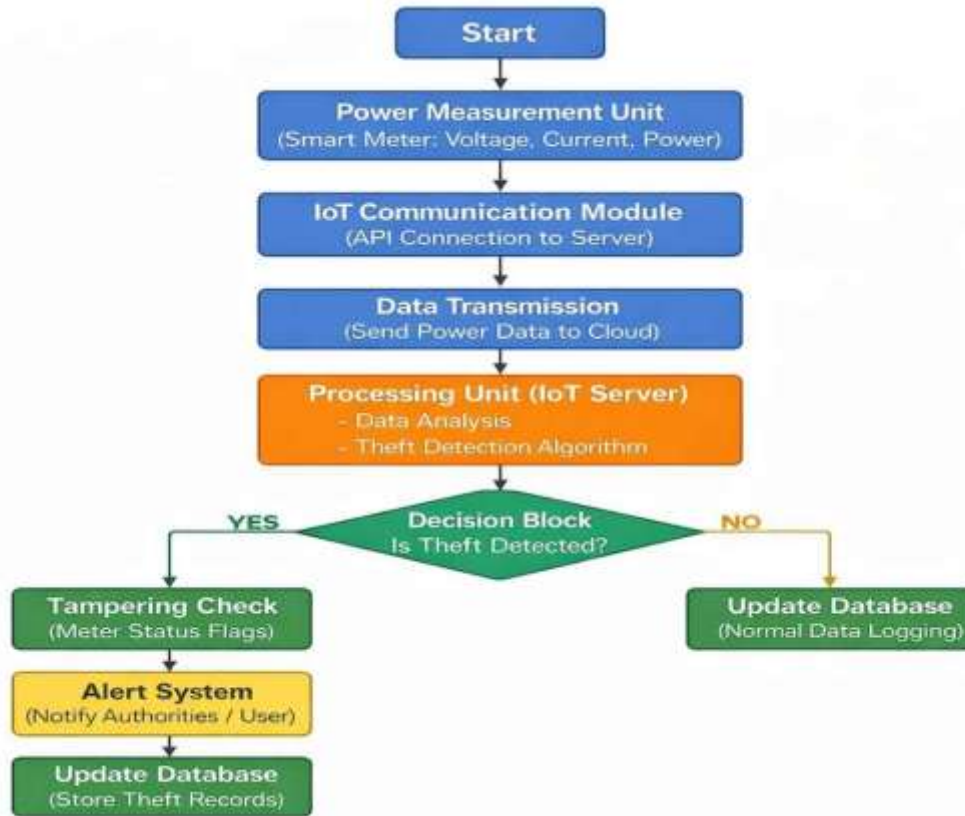 Start
Power Measurement Unit
(Smart Meter: Voltage, Current, Power)
IoT Communication Module
(API Connection to Server)
Data Transmission
(Send Power Data to Cloud)
Processing Unit (IoT Server)
- Data Analysis
- Theft Detection Algorithm
Decision Block
Is Theft Detected?
YES
NO
Tampering Check
(Meter Status Flags)
Alert System
(Notify Authorities / User)
Update Database
(Store Theft Records)
Update Database
(Normal Data Logging)